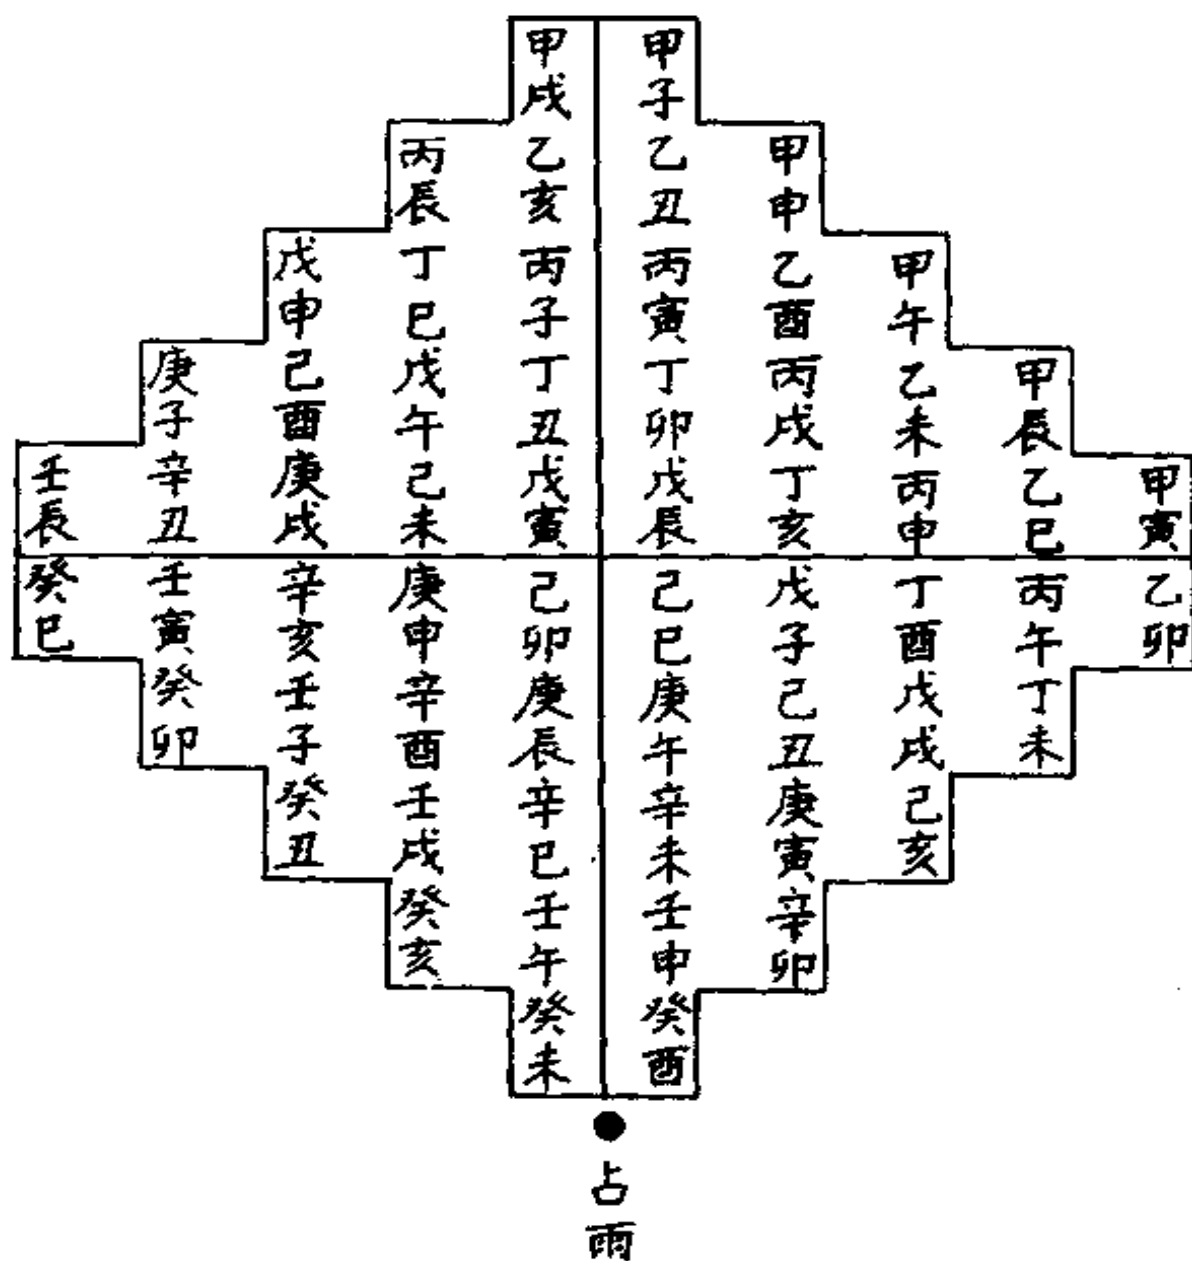 甲寅乙卯
甲辰乙巳丙午丁未
甲午乙未丙申丁酉戊戌己亥
甲申乙酉丙戌丁亥戊子己丑庚寅辛卯
甲子乙丑丙寅丁卯戊辰己巳庚午辛未壬申癸酉
甲戌乙亥丙子丁丑戊寅己卯庚辰辛巳壬午癸未
丙辰丁巳戊午己未庚申辛酉壬戌癸亥
戊申己酉庚戌辛亥壬子癸丑
庚子辛丑壬寅癸卯
壬辰癸巳
占雨